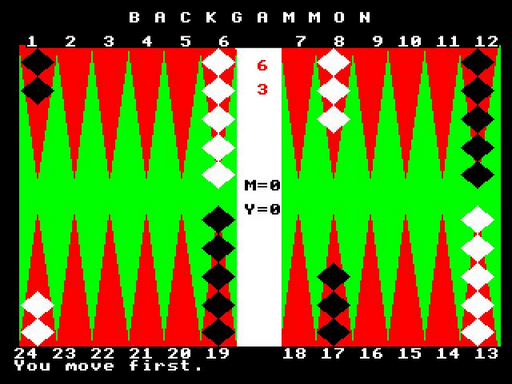 B A C K G A M M O N
1 2 3 4 5 6 7 8 9 10 11 12
6
3
M=0
Y=0
24 23 22 21 20 19 18 17 16 15 14 13
You move first.